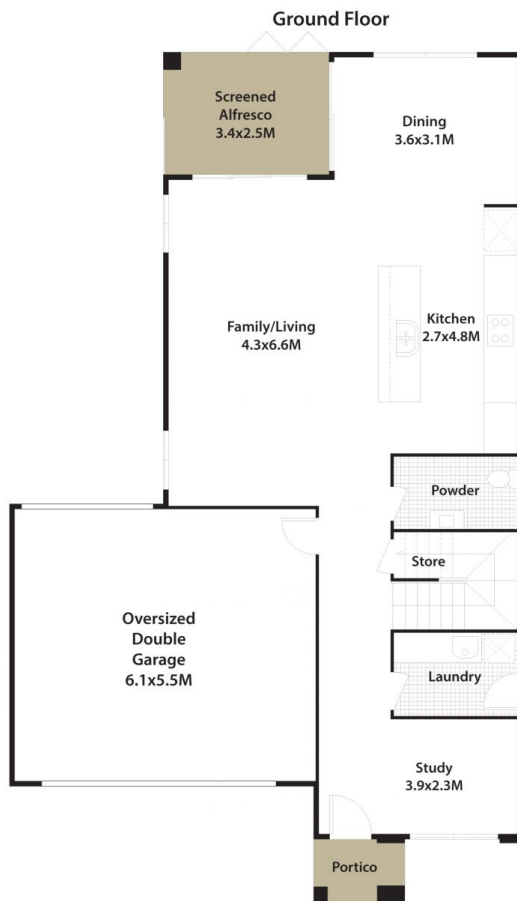 Ground Floor
Screened
Alfresco
3.4x2.5M
Dining
3.6x3.1M
Family/Living
4.3x6.6M
Kitchen
2.7x4.8M
Powder
Store
Oversized
Double
Garage
6.1x5.5M
Laundry
Study
3.9x2.3M
Portico